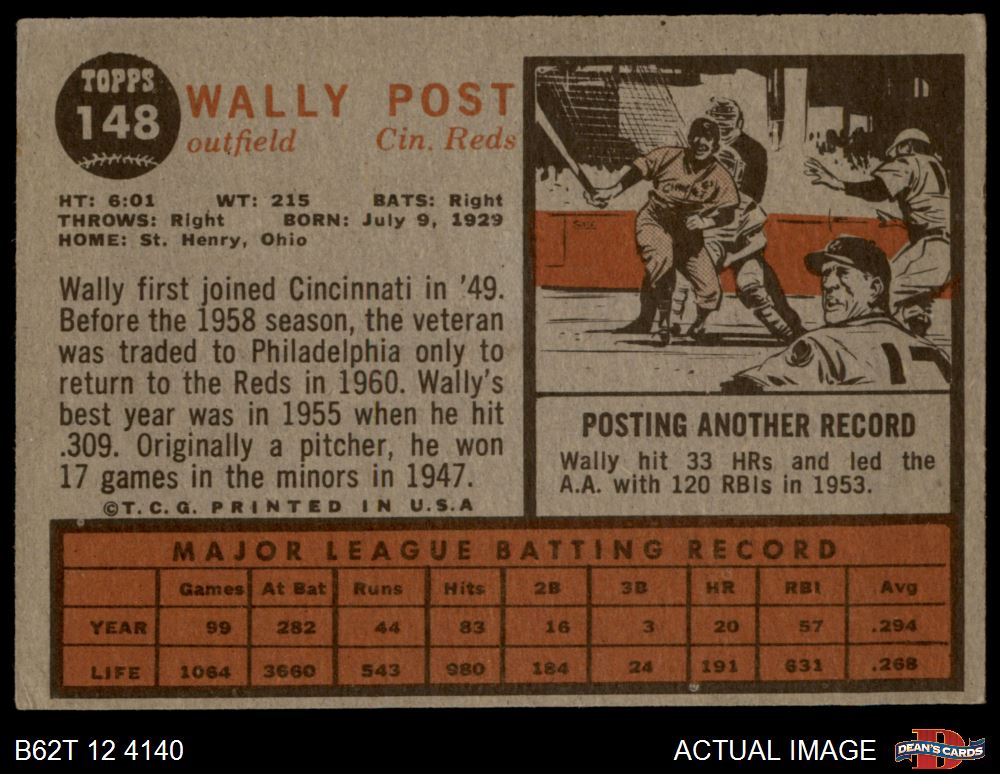 TOPPS
148
WALLY POST
outfield Cin. Reds
HT: 6:01 WT: 215 BATS: Right
THROWS: Right BORN: July 9, 1929
HOME: St. Henry, Ohio
Wally first joined Cincinnati in '49.
Before the 1958 season, the veteran
was traded to Philadelphia only to
return to the Reds in 1960. Wally's
best year was in 1955 when he hit
.309. Originally a pitcher, he won
17 games in the minors in 1947.
©T. C. G. PRINTED IN U.S.A
POSTING ANOTHER RECORD
Wally hit 33 HRs and led the
A.A. with 120 RBIs in 1953.
MAJOR LEAGUE BATTING RECORD
Games At Bat Runs Hits 2B 3B HR RBI Avg
YEAR 99 282 44 83 16 3 20 57 .294
LIFE 1064 3660 543 980 184 24 191 631 .268
B62T 12 4140
ACTUAL IMAGE
D
DEAN'S CARDS